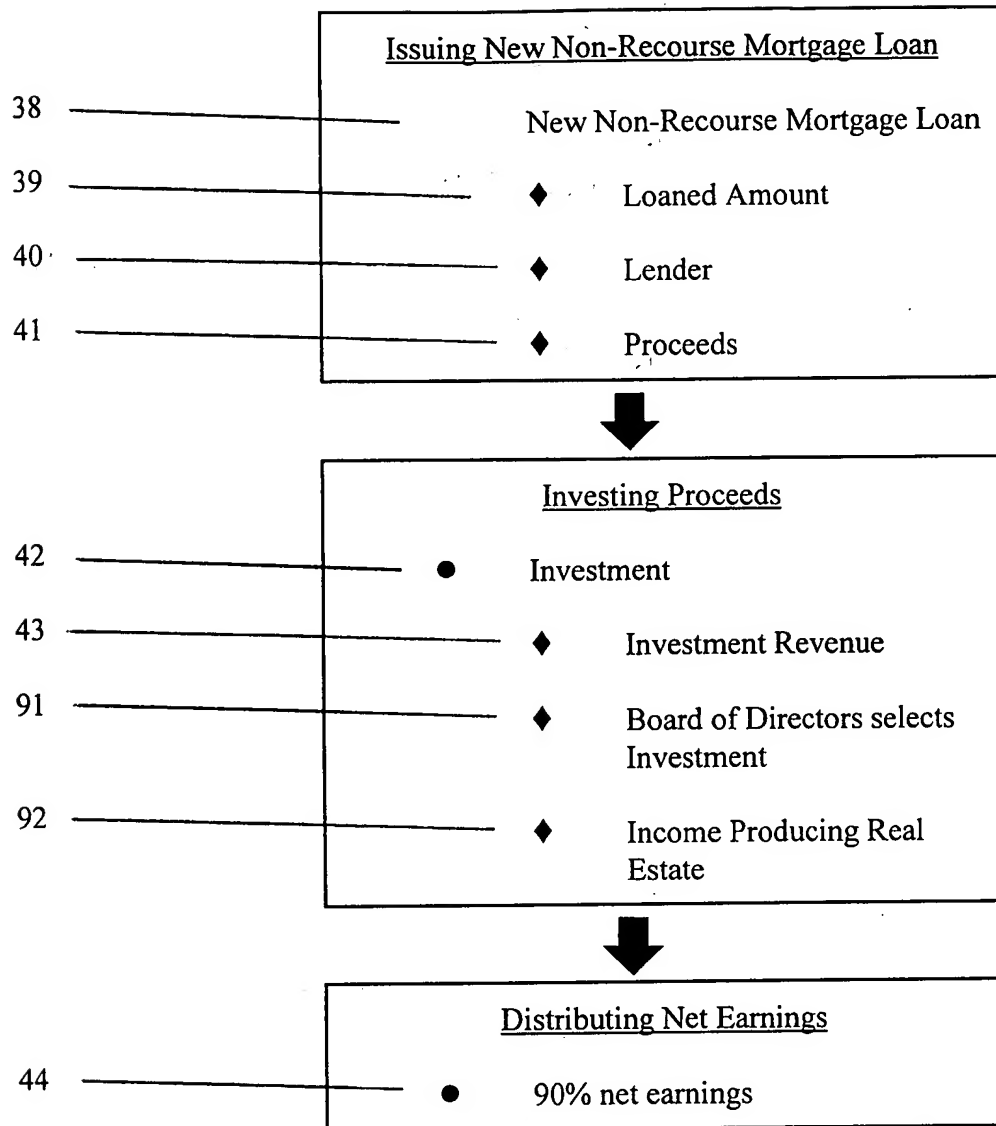 Issuing New Non-Recourse Mortgage Loan
38 New Non-Recourse Mortgage Loan
39 ♦ Loaned Amount
40 ♦ Lender
41 ♦ Proceeds
Investing Proceeds
42 ● Investment
43 ♦ Investment Revenue
91 ♦ Board of Directors selects
Investment
92 ♦ Income Producing Real
Estate
Distributing Net Earnings
44 ● 90% net earnings